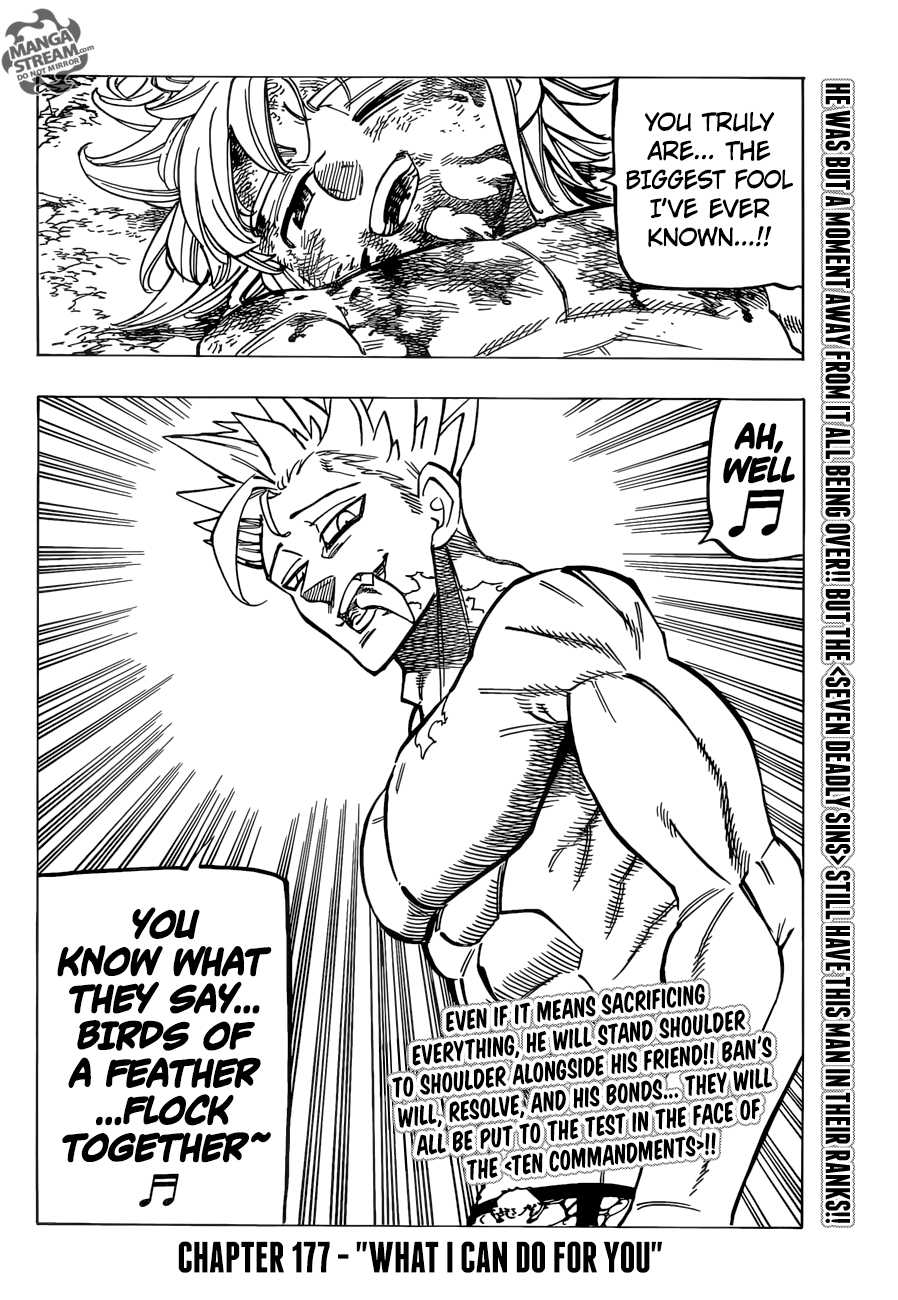 MANGA
STREAM.com
DO NOT MIRROR
YOU TRULY
ARE... THE
BIGGEST FOOL
I'VE EVER
KNOWN...!!
HE WAS BUT A MOMENT AWAY FROM IT ALL BEING OVER!! BUT THE <SEVEN DEADLY SINS> STILL HAVE THIS MAN IN THEIR RANKS!!
AH,
WELL
♬
YOU
KNOW WHAT
THEY SAY...
BIRDS OF
A FEATHER
...FLOCK
TOGETHER~
♬
EVEN IF IT MEANS SACRIFICING
EVERYTHING, HE WILL STAND SHOULDER
TO SHOULDER ALONGSIDE HIS FRIEND!! BAN'S
WILL, RESOLVE, AND HIS BONDS... THEY WILL
ALL BE PUT TO THE TEST IN THE FACE OF
THE <TEN COMMANDMENTS>!!
CHAPTER 177 - "WHAT I CAN DO FOR YOU"